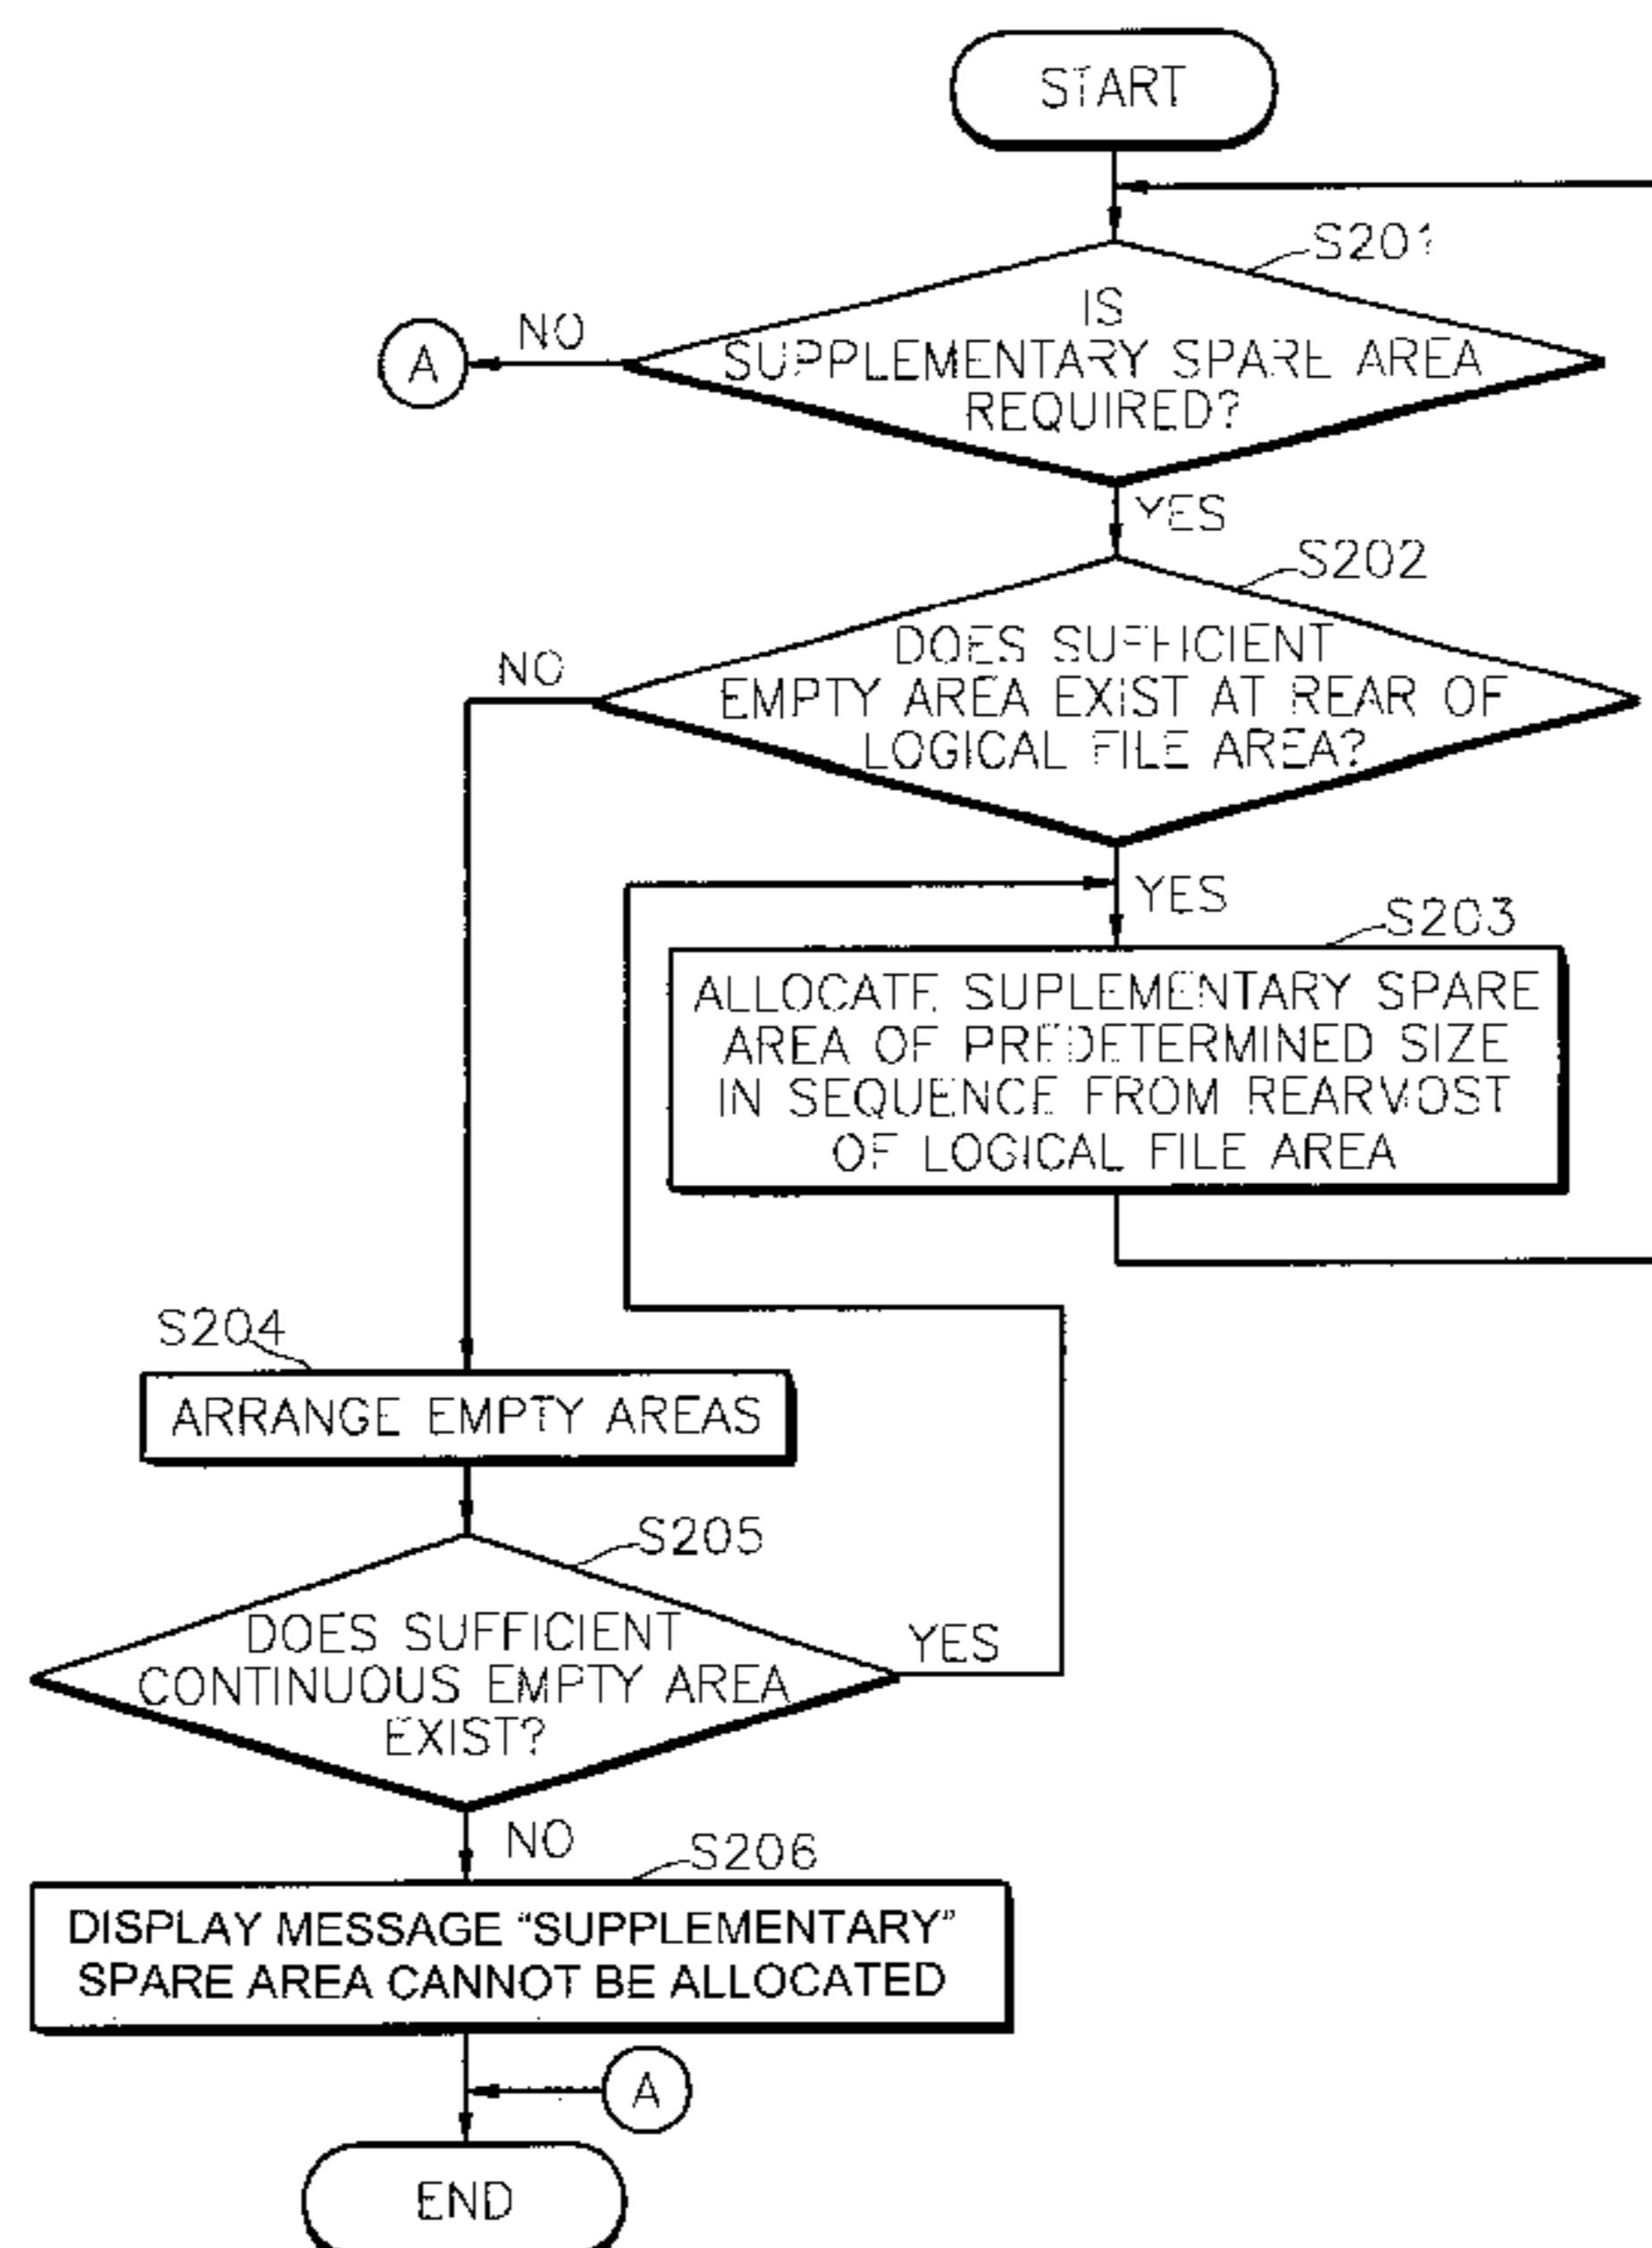 START
S201
IS
SUPPLEMENTARY SPARE AREA
REQUIRED?
NO
A
YES
S202
DOES SUFFICIENT
EMPTY AREA EXIST AT REAR OF
LOGICAL FILE AREA?
NO
YES
S203
ALLOCATE SUPLEMENTARY SPARE
AREA OF PREDETERMINED SIZE
IN SEQUENCE FROM REARMOST
OF LOGICAL FILE AREA
S204
ARRANGE EMPTY AREAS
S205
DOES SUFFICIENT
CONTINUOUS EMPTY AREA
EXIST?
YES
NO
S206
DISPLAY MESSAGE “SUPPLEMENTARY”
SPARE AREA CANNOT BE ALLOCATED
A
END